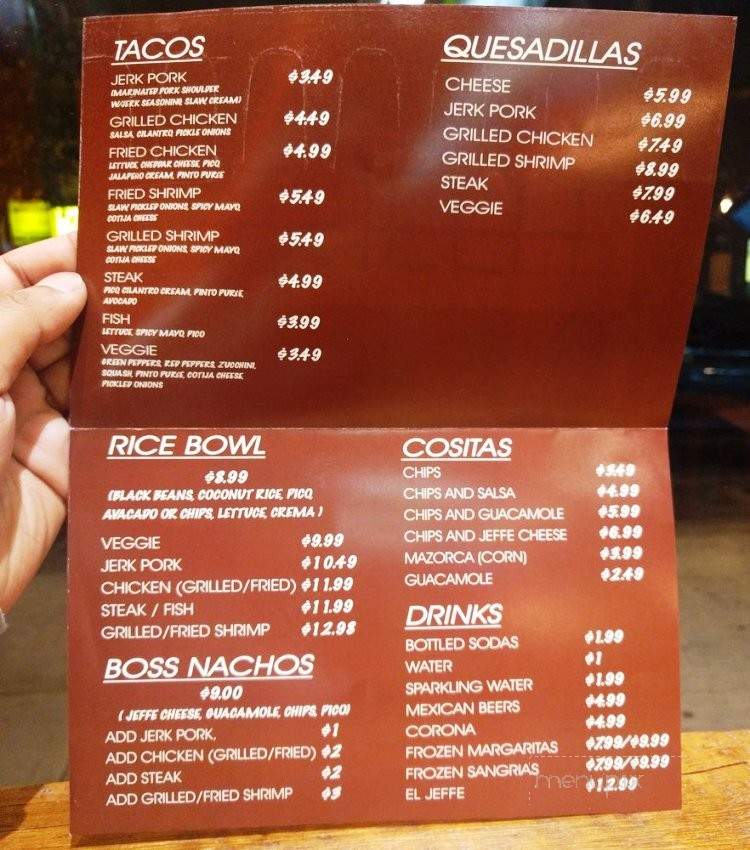 TACOS
JERK PORK $3.49
(MARINATED PORK SHOULDER
W/JERK SEASONING, SLAW, CREAM)
GRILLED CHICKEN $4.49
SALSA, CILANTRO, PICKLE ONIONS
FRIED CHICKEN $4.99
LETTUCE, CHEDDAR CHEESE, PICO,
JALAPENO CREAM, PINTO PUREE
FRIED SHRIMP $5.49
SLAW, PICKLED ONIONS, SPICY MAYO,
COTIJA CHEESE
GRILLED SHRIMP $5.49
SLAW, PICKLED ONIONS, SPICY MAYO,
COTIJA CHEESE
STEAK $4.99
PICO, CILANTRO CREAM, PINTO PUREE,
AVOCADO
FISH $3.99
LETTUCE, SPICY MAYO, PICO
VEGGIE $3.49
GREEN PEPPERS, RED PEPPERS, ZUCCHINI,
SQUASH, PINTO PUREE, COTIJA CHEESE,
PICKLED ONIONS
QUESADILLAS
CHEESE $5.99
JERK PORK $6.99
GRILLED CHICKEN $7.49
GRILLED SHRIMP $8.99
STEAK $7.99
VEGGIE $6.49
RICE BOWL
$8.99
(BLACK BEANS, COCONUT RICE, PICO,
AVACADO OR CHIPS, LETTUCE, CREMA )
VEGGIE $9.99
JERK PORK $10.49
CHICKEN (GRILLED/FRIED) $11.99
STEAK / FISH $11.99
GRILLED/FRIED SHRIMP $12.98
BOSS NACHOS
$9.00
( JEFFE CHEESE, GUACAMOLE, CHIPS, PICO)
ADD JERK PORK, $1
ADD CHICKEN (GRILLED/FRIED) $2
ADD STEAK $2
ADD GRILLED/FRIED SHRIMP $3
COSITAS
CHIPS $3.49
CHIPS AND SALSA $4.99
CHIPS AND GUACAMOLE $5.99
CHIPS AND JEFFE CHEESE $6.99
MAZORCA (CORN) $3.99
GUACAMOLE $2.49
DRINKS
BOTTLED SODAS $1.99
WATER $1
SPARKLING WATER $1.99
MEXICAN BEERS $4.99
CORONA $4.99
FROZEN MARGARITAS $7.99/$9.99
FROZEN SANGRIA'S $7.99/$9.99
EL JEFFE $12.99
menupix